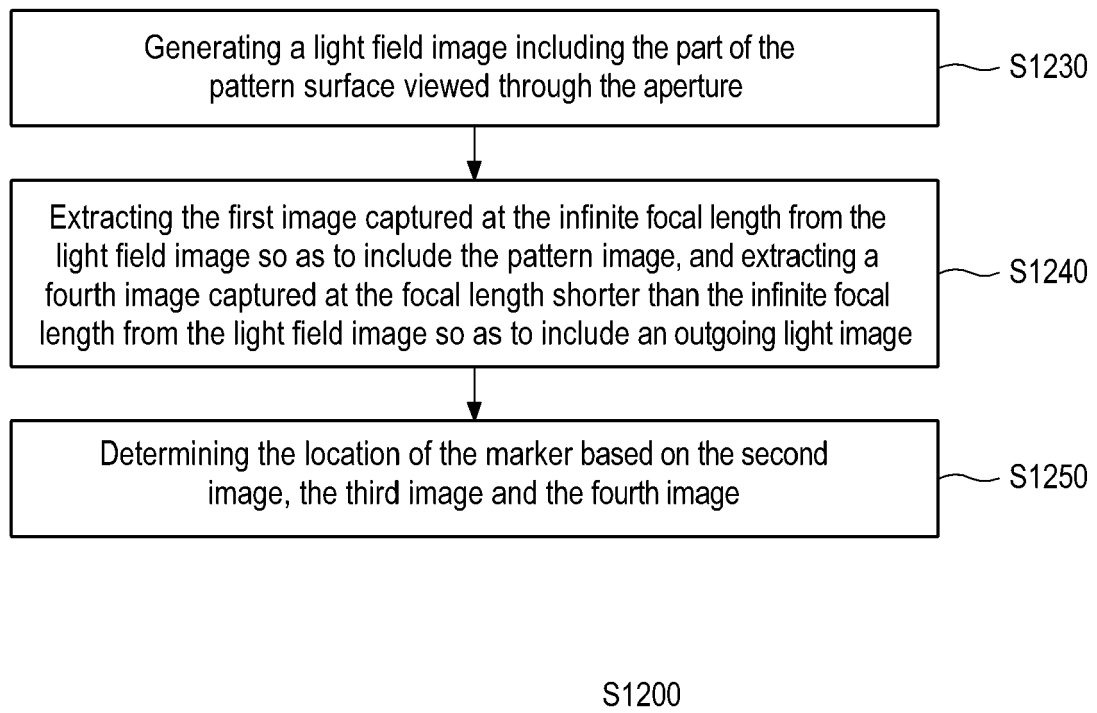 Generating a light field image including the part of the
pattern surface viewed through the aperture
S1230
Extracting the first image captured at the infinite focal length from the
light field image so as to include the pattern image, and extracting a
fourth image captured at the focal length shorter than the infinite focal
length from the light field image so as to include an outgoing light image
S1240
Determining the location of the marker based on the second
image, the third image and the fourth image
S1250
S1200